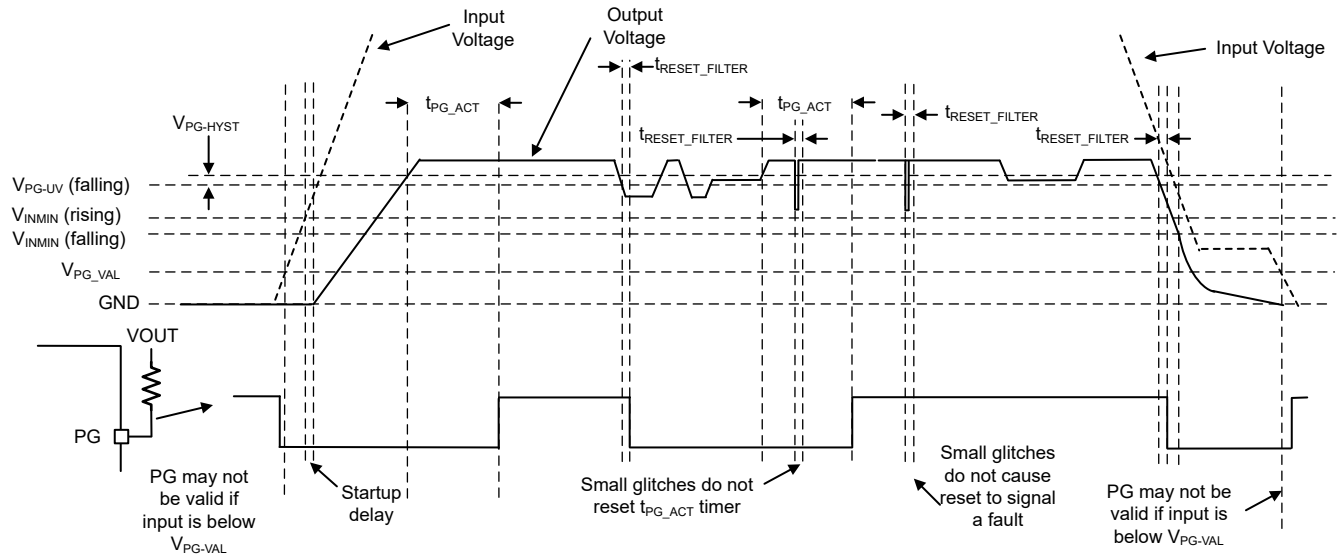 Input
Voltage
Output
Voltage
Input Voltage
tRESET_FILTER
tPG_ACT
tPG_ACT
tRESET_FILTER
tRESET_FILTER
tRESET_FILTER
VPG-HYST
VPG-UV (falling)
VINMIN (rising)
VINMIN (falling)
VPG_VAL
GND
VOUT
PG
PG may not
be valid if
input is below
VPG-VAL
Startup
delay
Small glitches do not
reset tPG_ACT timer
Small glitches
do not cause
reset to signal
a fault
PG may not be
valid if input is
below VPG-VAL